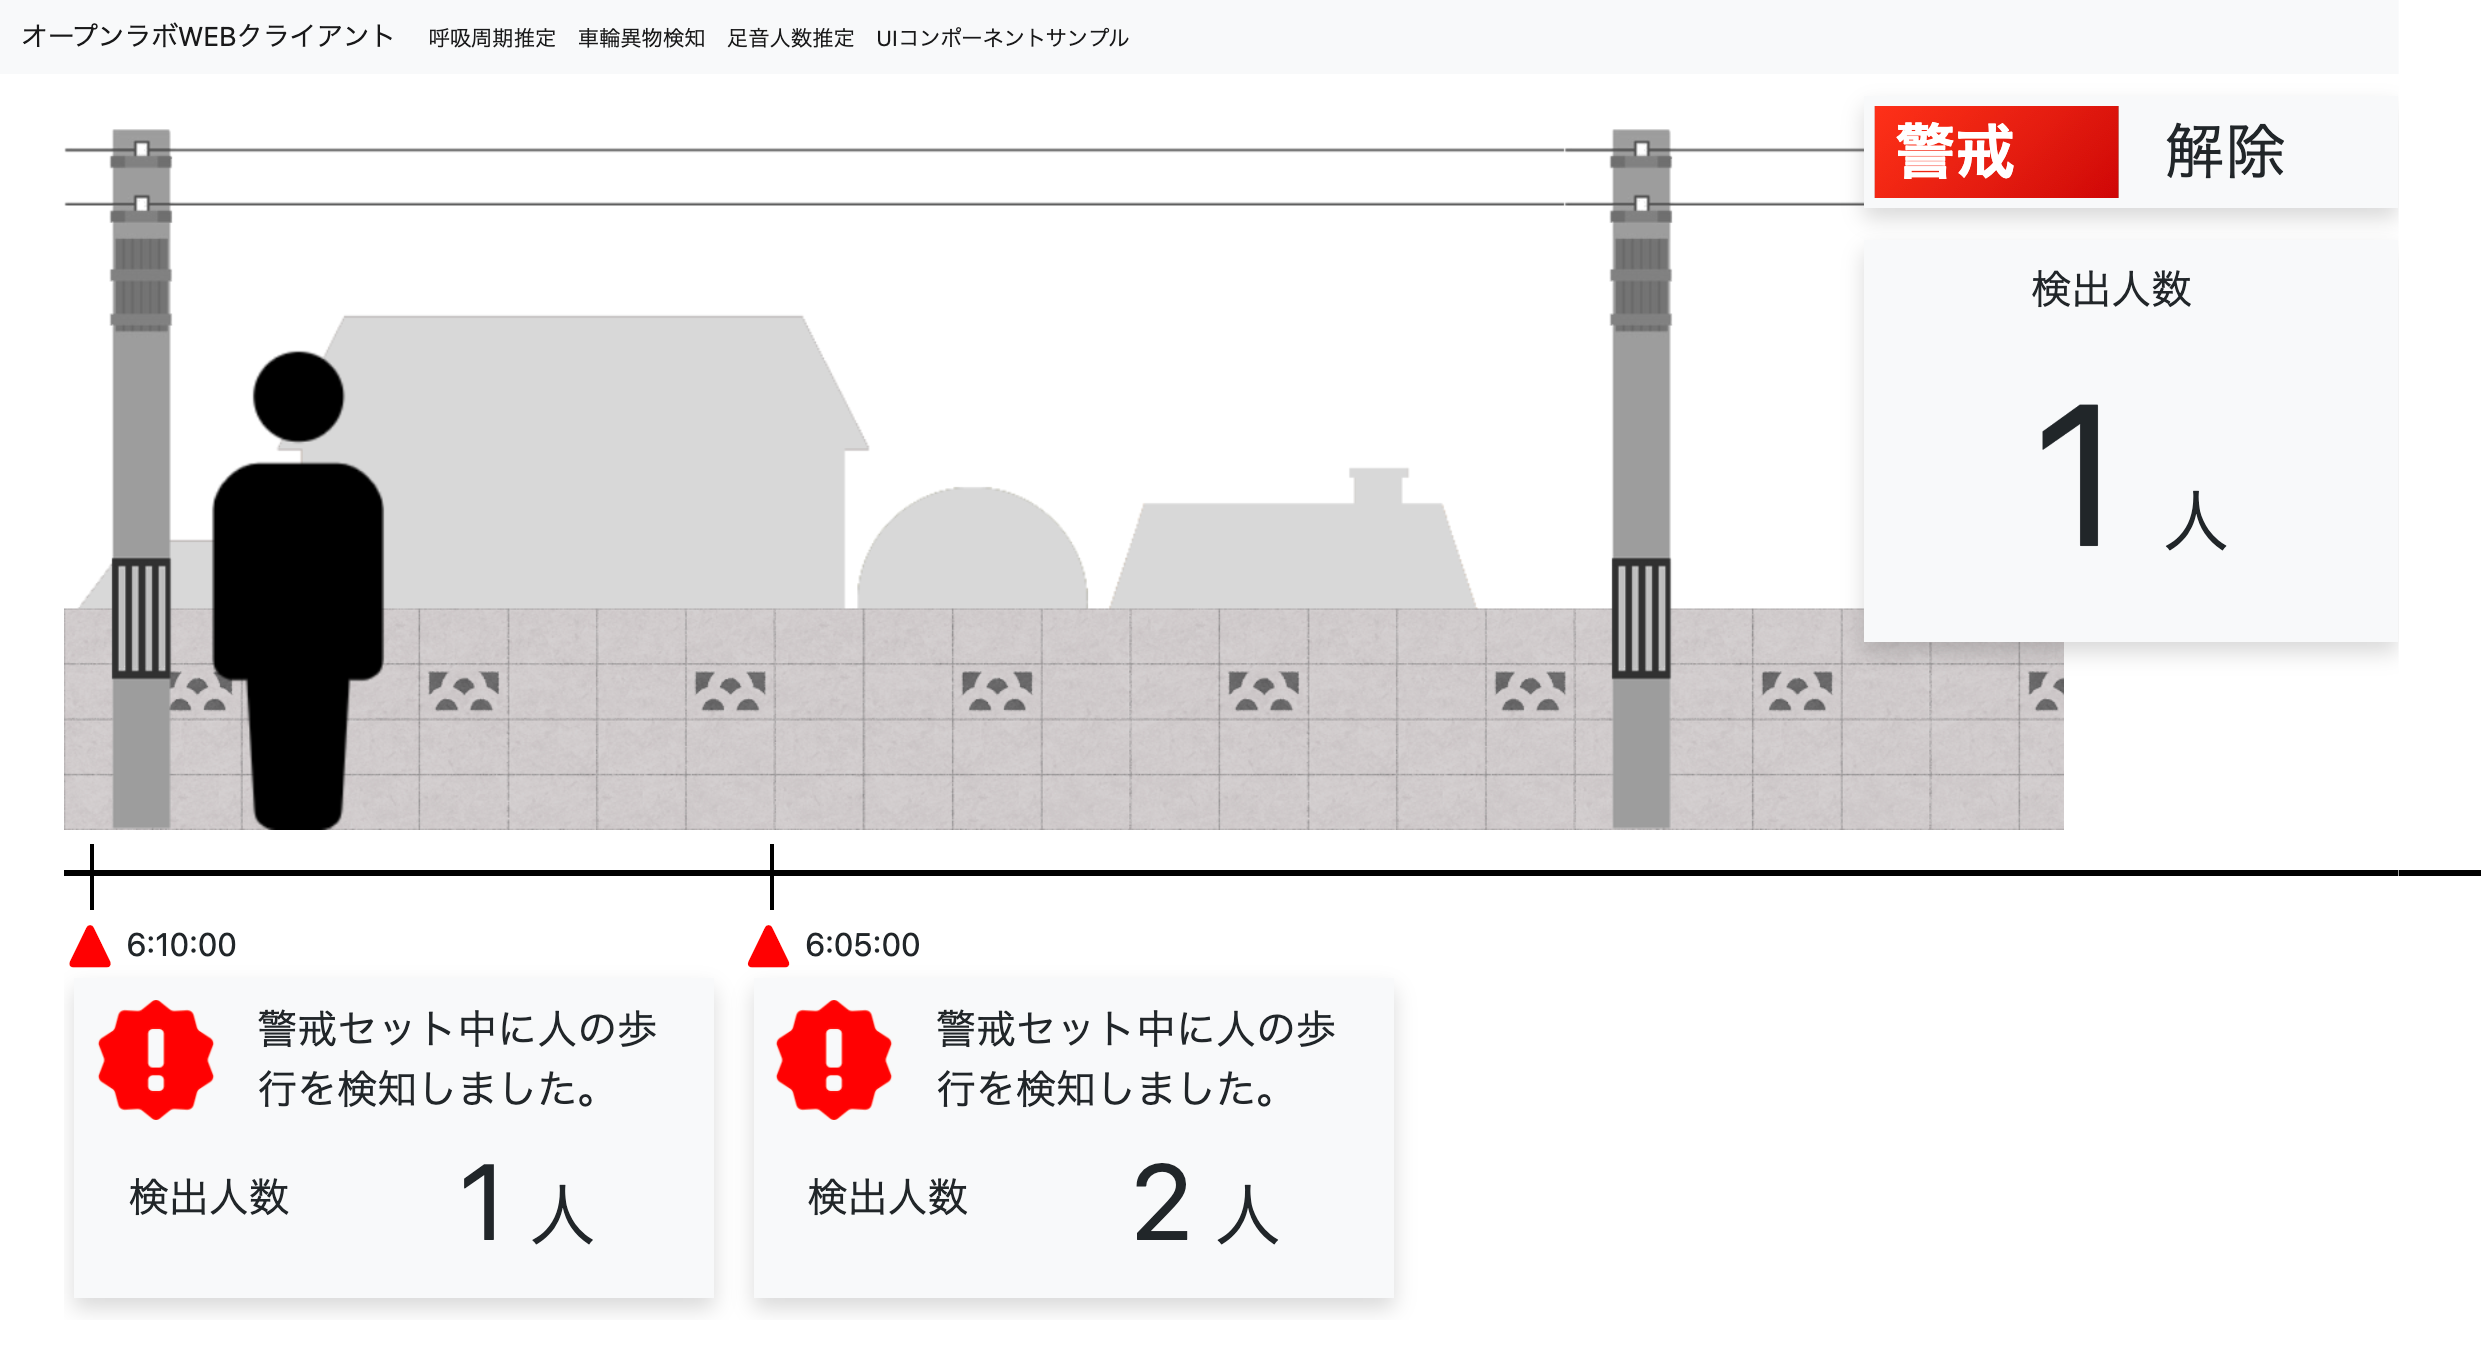 オープンラボWEBクライアント 呼吸周期推定 車輪異物検知 足音人数推定 UIコンポーネントサンプル
警戒 解除
検出人数
1 人
6:10:00
警戒セット中に人の歩
行を検知しました。
検出人数 1 人
6:05:00
警戒セット中に人の歩
行を検知しました。
検出人数 2 人